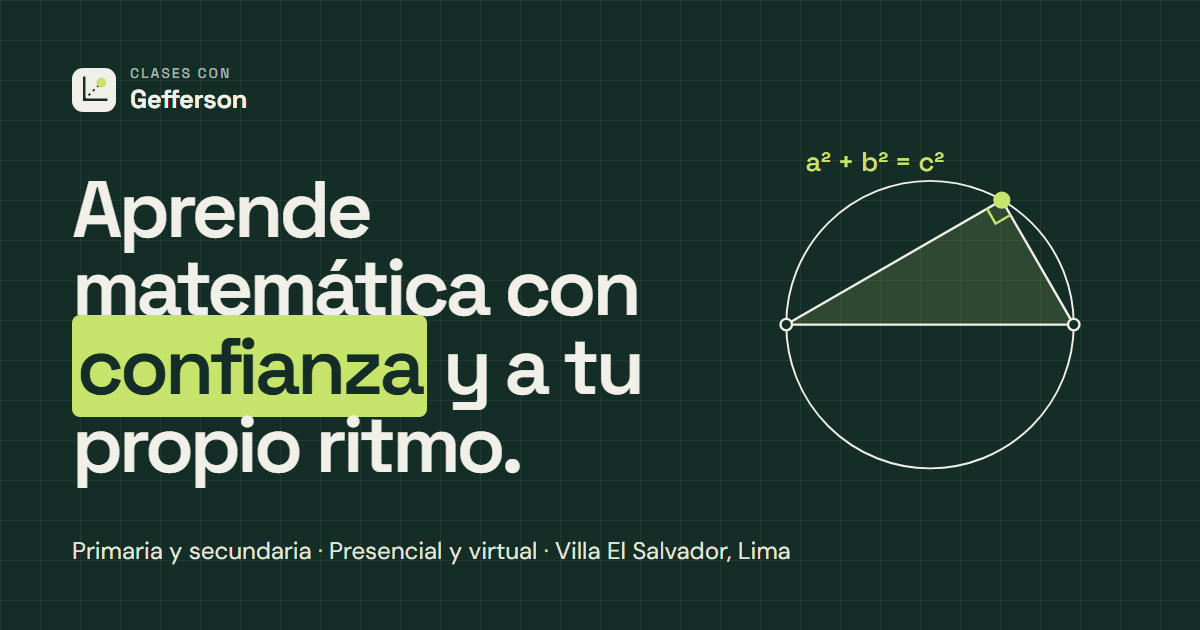 CLASES CON
Gefferson
Aprende
matemática con
confianza y a tu
propio ritmo.
a² + b² = c²
Primaria y secundaria · Presencial y virtual · Villa El Salvador, Lima